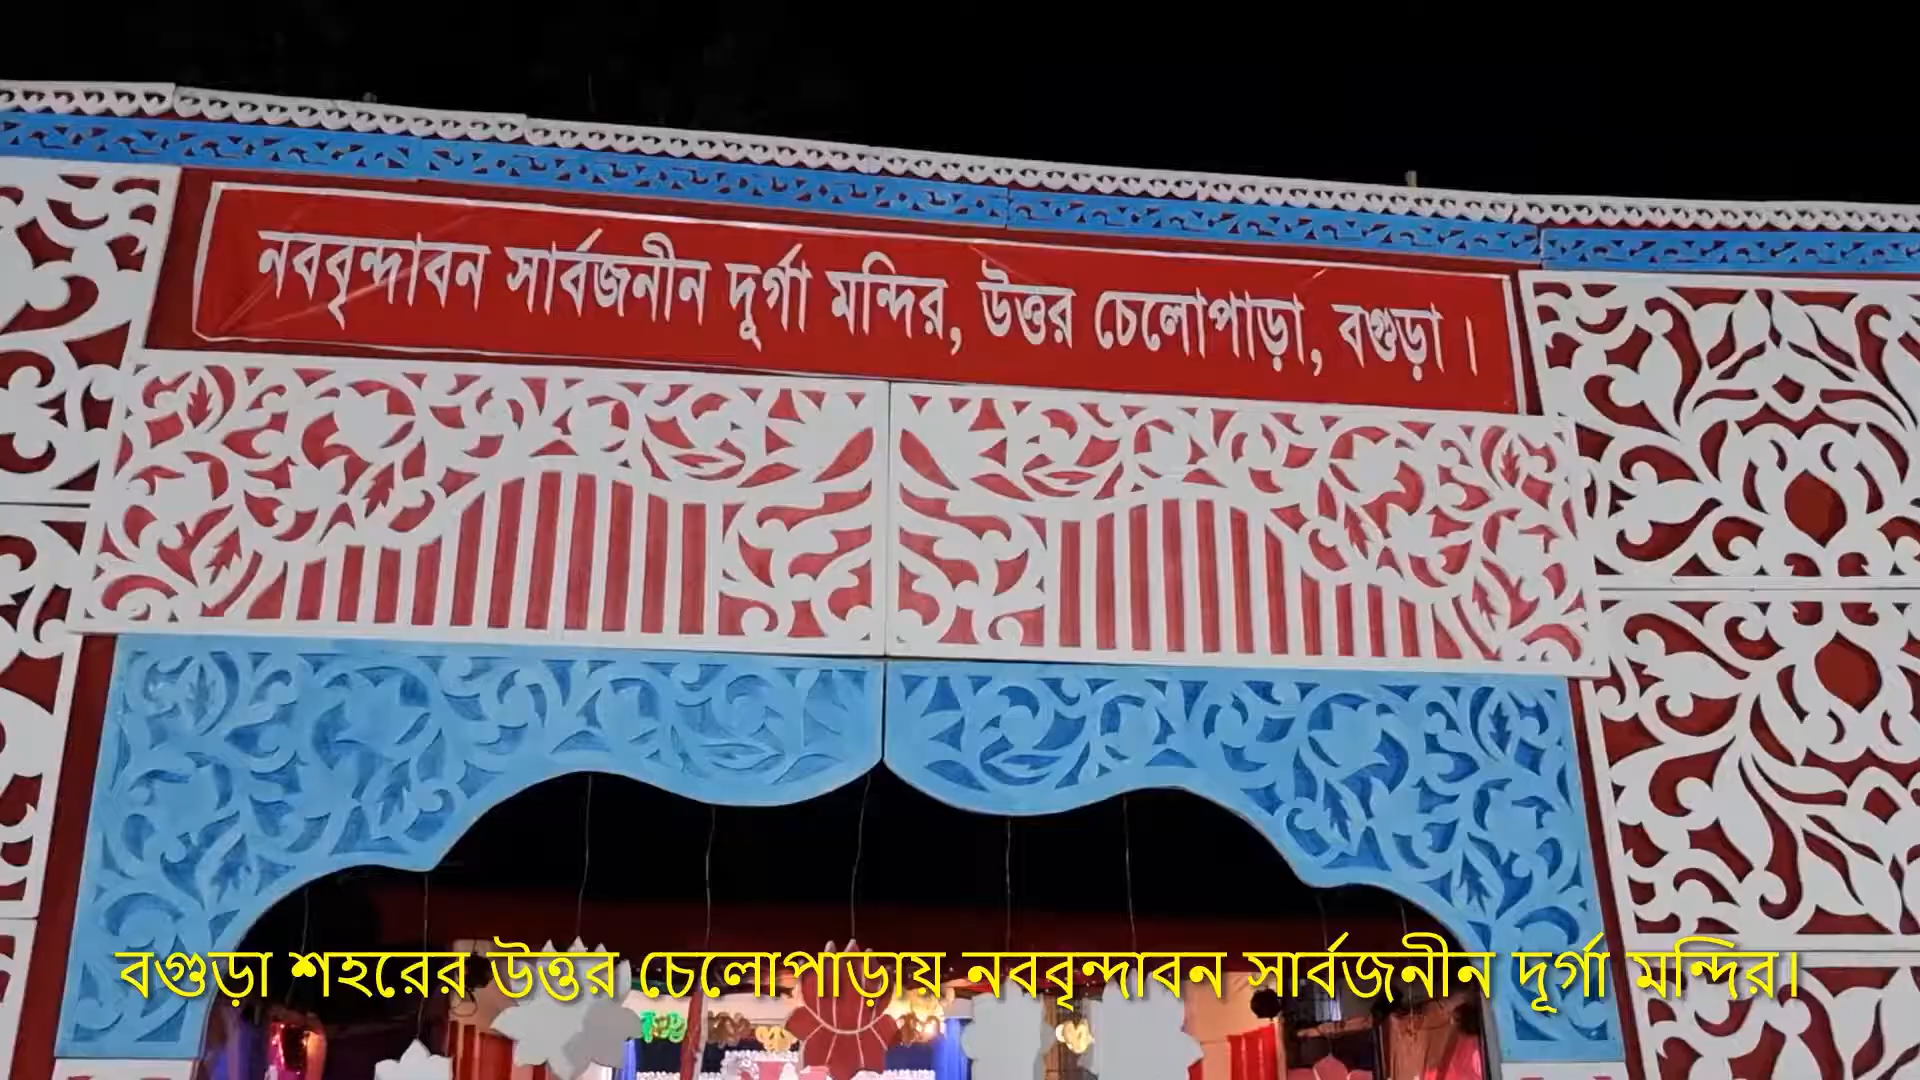 নববৃন্দাবন সার্বজনীন দূর্গা মন্দির, উত্তর চেলোপাড়া, বগুড়া।
বগুড়া শহরের উত্তর চেলোপাড়ায় নববৃন্দাবন সার্বজনীন দূর্গা মন্দির।